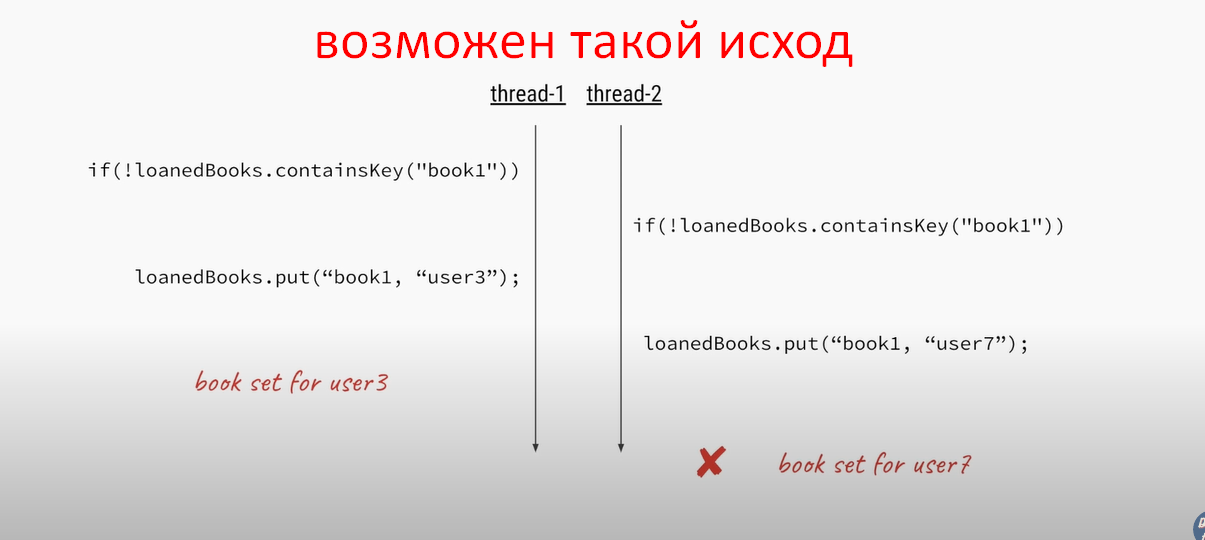 возможен такой исход
thread-1 thread-2
if(!loanedBooks.containsKey("book1"))
if(!loanedBooks.containsKey("book1"))
loanedBooks.put(“book1, “user3”);
loanedBooks.put(“book1, “user7”);
book set for user3
✘ book set for user7